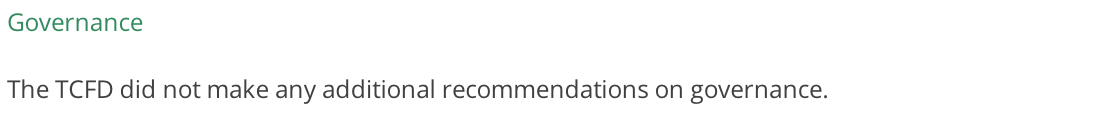 Governance
The TCFD did not make any additional recommendations on governance.